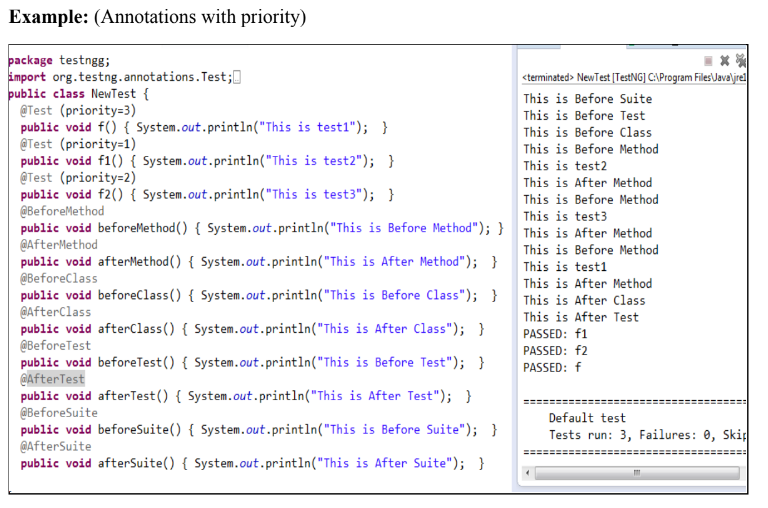 Example: (Annotations with priority)
package testngg;
import org.testng.annotations.Test;
public class NewTest {
@Test (priority=3)
public void f() { System.out.println("This is test1"); }
@Test (priority=1)
public void f1() { System.out.println("This is test2"); }
@Test (priority=2)
public void f2() { System.out.println("This is test3"); }
@BeforeMethod
public void beforeMethod() { System.out.println("This is Before Method"); }
@AfterMethod
public void afterMethod() { System.out.println("This is After Method"); }
@BeforeClass
public void beforeClass() { System.out.println("This is Before Class"); }
@AfterClass
public void afterClass() { System.out.println("This is After Class"); }
@BeforeTest
public void beforeTest() { System.out.println("This is Before Test"); }
@AfterTest
public void afterTest() { System.out.println("This is After Test"); }
@BeforeSuite
public void beforeSuite() { System.out.println("This is Before Suite"); }
@AfterSuite
public void afterSuite() { System.out.println("This is After Suite"); }
<terminated> NewTest [TestNG] C:\Program Files\Java\jre1
This is Before Suite
This is Before Test
This is Before Class
This is Before Method
This is test2
This is After Method
This is Before Method
This is test3
This is After Method
This is Before Method
This is test1
This is After Method
This is After Class
This is After Test
PASSED: f1
PASSED: f2
PASSED: f
===================================
Default test
Tests run: 3, Failures: 0, Skip
===================================